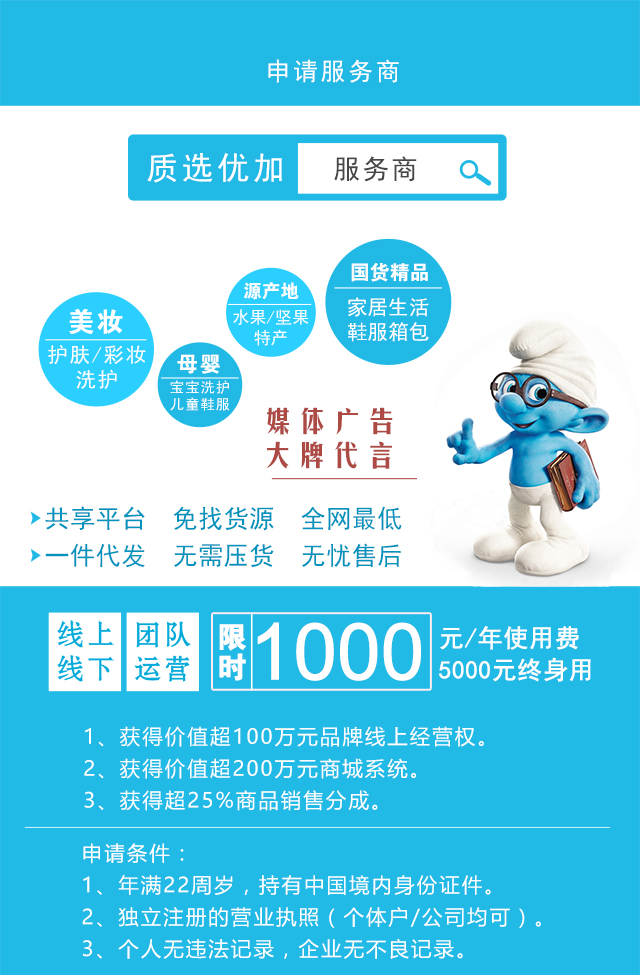 申请服务商
质选优加 服务商
国货精品
家居生活
鞋服箱包
源产地
水果/坚果
特产
美妆
护肤/彩妆
洗护
母婴
宝宝洗护
儿童鞋服
媒体广告
大牌代言
共享平台 免找货源 全网最低
一件代发 无需压货 无忧售后
线上
线下
团队
运营
限时
1000
元/年使用费
5000元终身用
1、获得价值超100万元品牌线上经营权。
2、获得价值超200万元商城系统。
3、获得超25%商品销售分成。
申请条件：
1、年满22周岁，持有中国境内身份证件。
2、独立注册的营业执照（个体户/公司均可）。
3、个人无违法记录，企业无不良记录。